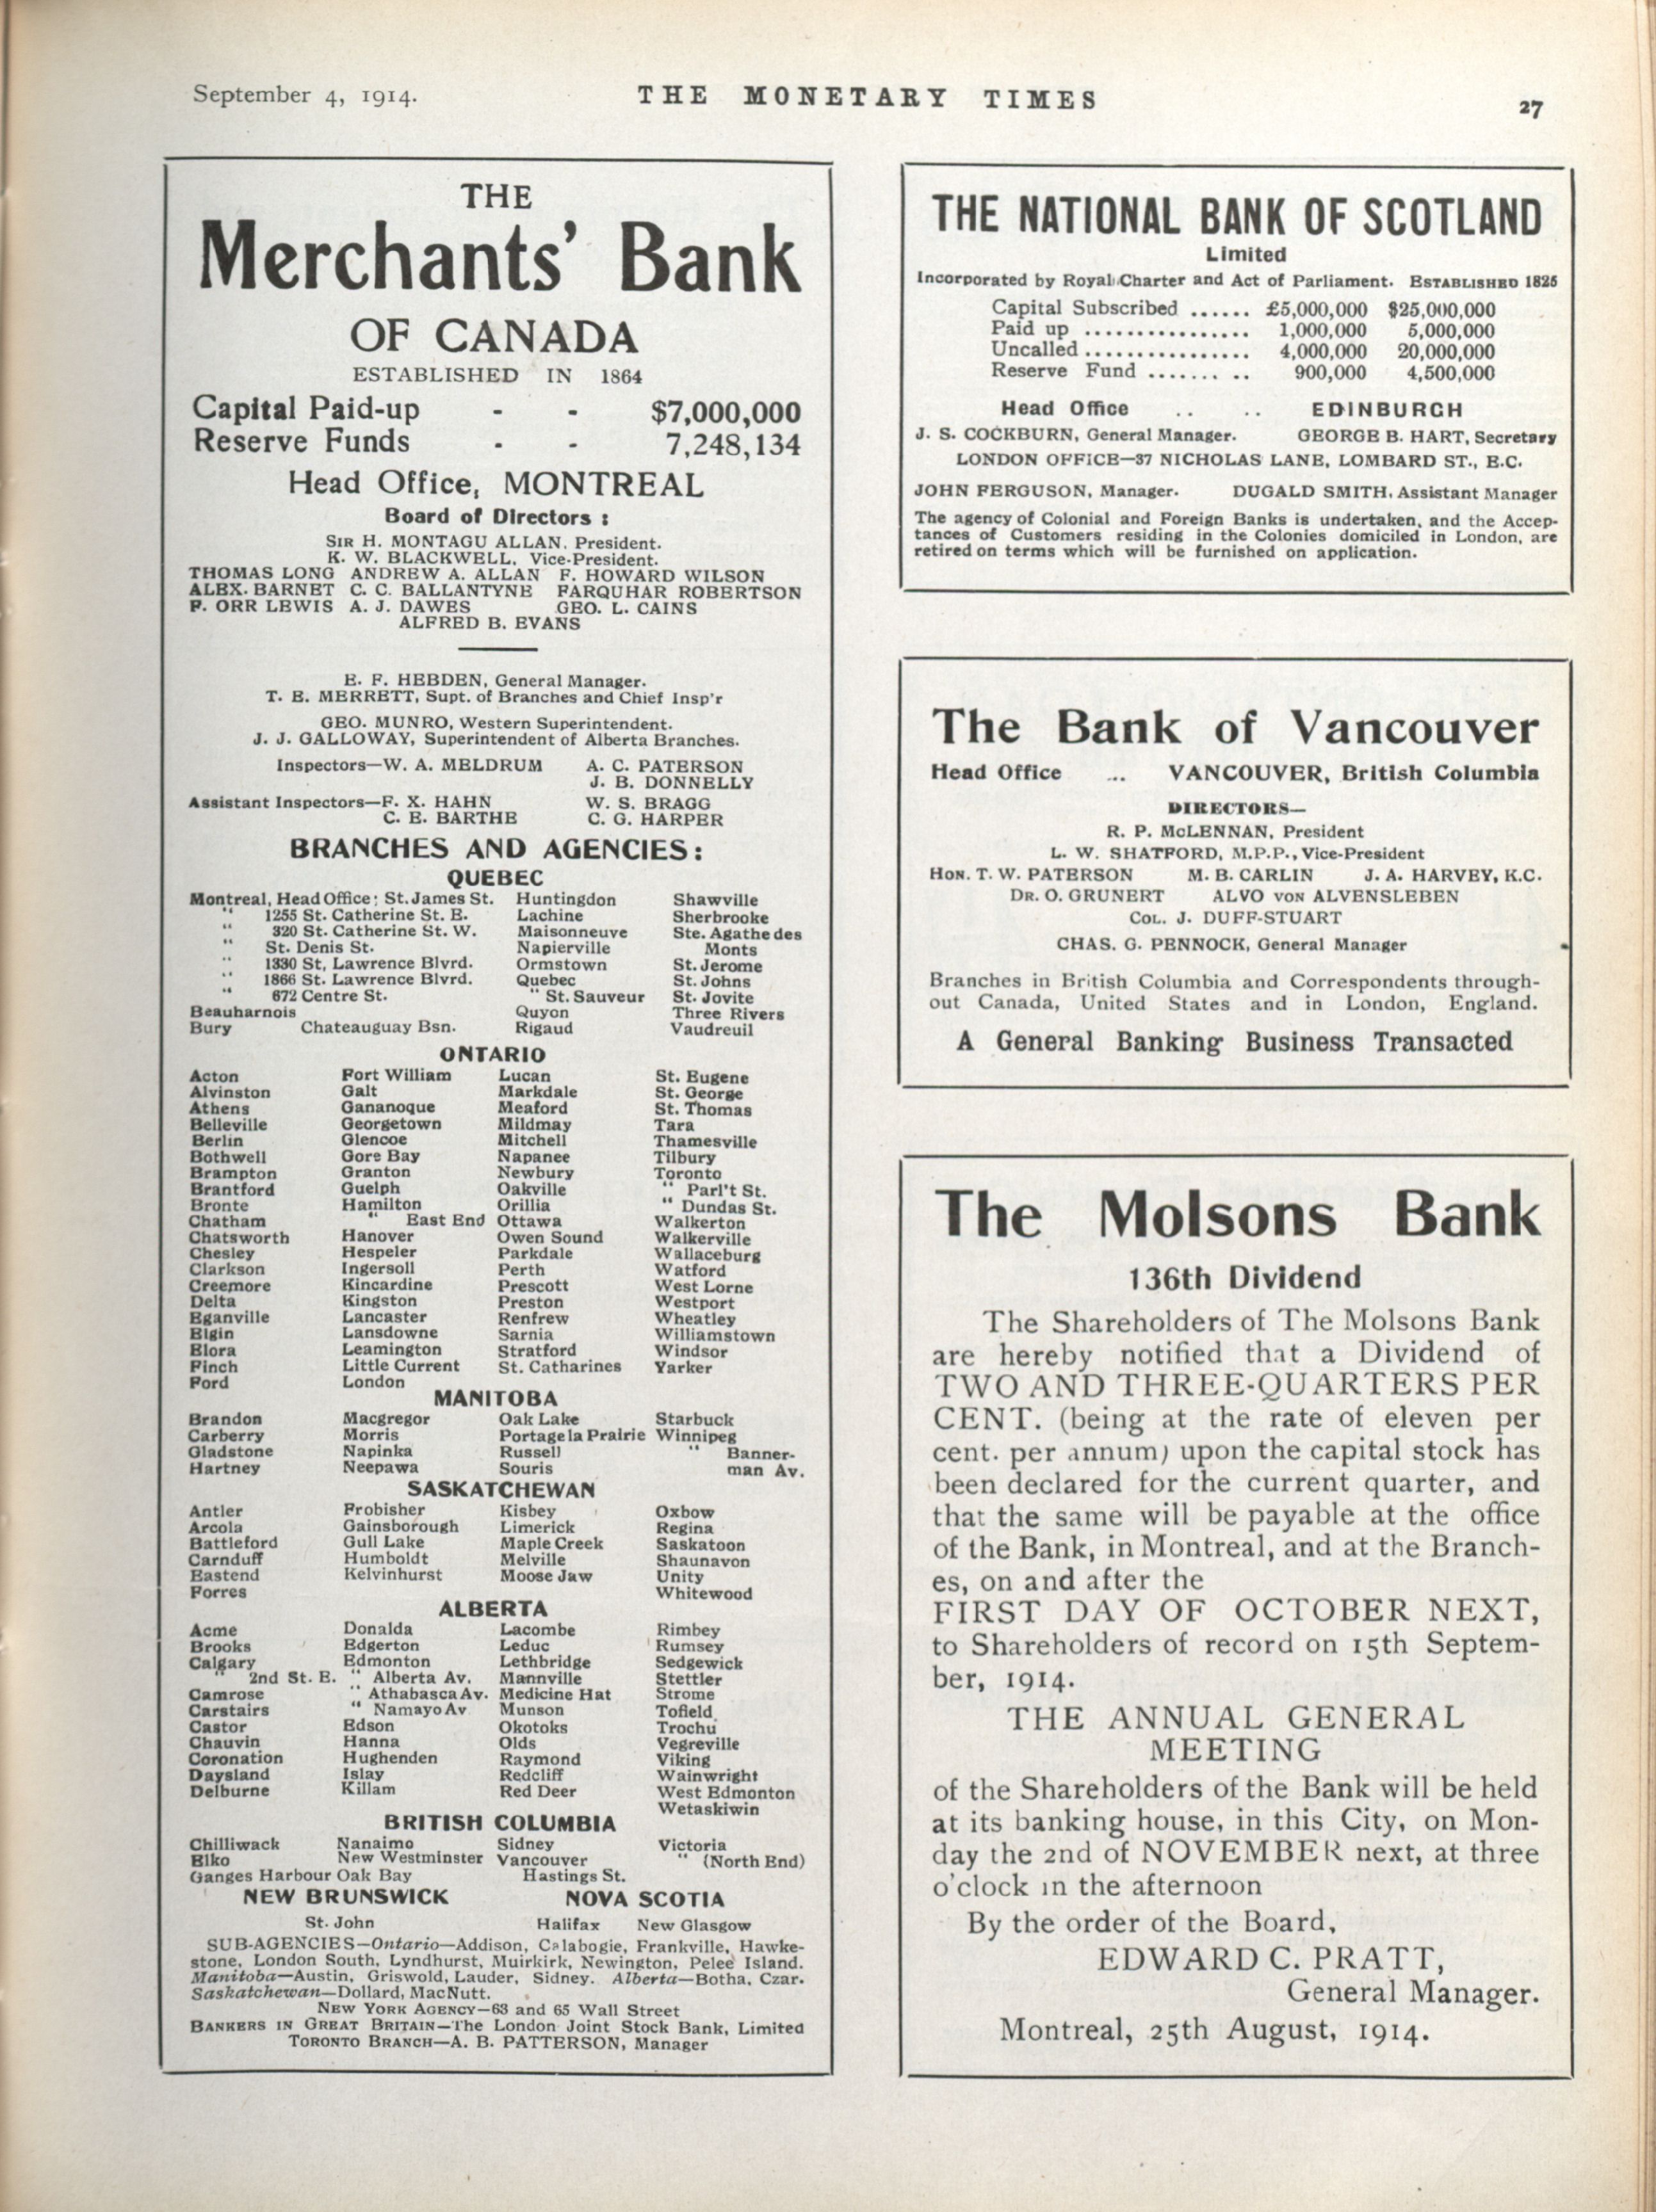 September 4, 1914.
THE MONETARY TIMES
27
THE
Merchants' Bank
OF CANADA
ESTABLISHED IN 1864
Capital Paid-up - - $7,000,000
Reserve Funds - - 7,248,134
Head Office, MONTREAL
Board of Directors :
SIR H. MONTAGU ALLAN, President.
K. W. BLACKWELL, Vice-President.
THOMAS LONG ANDREW A. ALLAN F. HOWARD WILSON
ALEX. BARNET C. C. BALLANTYNE FARQUHAR ROBERTSON
F. ORR LEWIS A. J. DAWES GEO. L. CAINS
ALFRED B. EVANS
E. F. HEBDEN, General Manager.
T. E. MERRETT, Supt. of Branches and Chief Insp'r
GEO. MUNRO, Western Superintendent.
J. J. GALLOWAY, Superintendent of Alberta Branches.
Inspectors—W. A. MELDRUM A. C. PATERSON
J. B. DONNELLY
Assistant Inspectors—F. X. HAHN W. S. BRAGG
C. E. BARTHE C. G. HARPER
BRANCHES AND AGENCIES:
QUEBEC
Montreal, Head Office: St. James St. Huntingdon Shawville
" 1255 St. Catherine St. E. Lachine Sherbrooke
" 320 St. Catherine St. W. Maisonneuve Ste. Agathe des
" St. Denis St. Napierville Monts
" 1330 St. Lawrence Blvrd. Ormstown St. Jerome
" 1866 St. Lawrence Blvrd. Quebec St. Johns
" 672 Centre St. " St. Sauveur St. Jovite
Beauharnois Quyon Three Rivers
Bury Chateauguay Bsn. Rigaud Vaudreuil
ONTARIO
Acton Fort William Lucan St. Eugene
Alvinston Galt Markdale St. George
Athens Gananoque Meaford St. Thomas
Belleville Georgetown Mildmay Tara
Berlin Glencoe Mitchell Thamesville
Bothwell Gore Bay Napanee Tilbury
Brampton Granton Newbury Toronto
Brantford Guelph Oakville " Parl't St.
Bronte Hamilton Orillia " Dundas St.
Chatham " East End Ottawa Walkerton
Chatsworth Hanover Owen Sound Walkerville
Chesley Hespeler Parkdale Wallaceburg
Clarkson Ingersoll Perth Watford
Creemore Kincardine Prescott West Lorne
Delta Kingston Preston Westport
Eganville Lancaster Renfrew Wheatley
Elgin Lansdowne Sarnia Williamstown
Elora Leamington Stratford Windsor
Finch Little Current St. Catharines Yarker
Ford London
MANITOBA
Brandon Macgregor Oak Lake Starbuck
Carberry Morris Portage la Prairie Winnipeg
Gladstone Napinka Russell " Banner-
Hartney Neepawa Souris man Av.
SASKATCHEWAN
Antler Frobisher Kisbey Oxbow
Arcola Gainsborough Limerick Regina
Battleford Gull Lake Maple Creek Saskatoon
Carnduff Humboldt Melville Shaunavon
Eastend Kelvinhurst Moose Jaw Unity
Forres Whitewood
ALBERTA
Acme Donalda Lacombe Rimbey
Brooks Edgerton Leduc Rumsey
Calgary Edmonton Lethbridge Sedgewick
" 2nd St. E. " Alberta Av. Mannville Stettler
Camrose " Athabasca Av. Medicine Hat Strome
Carstairs " Namayo Av Munson Tofield
Castor Edson Okotoks Trochu
Chauvin Hanna Olds Vegreville
Coronation Hughenden Raymond Viking
Daysland Islay Redcliff Wainwright
Delburne Killam Red Deer West Edmonton
Wetaskiwin
BRITISH COLUMBIA
Chilliwack Nanaimo Sidney Victoria
Elko New Westminster Vancouver " (North End)
Ganges Harbour Oak Bay Hastings St.
NEW BRUNSWICK NOVA SCOTIA
St. John Halifax New Glasgow
SUB-AGENCIES—Ontario—Addison, Calabogie, Frankville, Hawke-
stone, London South, Lyndhurst, Muirkirk, Newington, Pelee Island.
Manitoba—Austin, Griswold, Lauder, Sidney. Alberta—Botha, Czar.
Saskatchewan—Dollard, MacNutt.
NEW YORK AGENCY—63 and 65 Wall Street
BANKERS IN GREAT BRITAIN—The London Joint Stock Bank, Limited
TORONTO BRANCH—A. B. PATTERSON, Manager
THE NATIONAL BANK OF SCOTLAND
Limited
Incorporated by Royal Charter and Act of Parliament. ESTABLISHED 1825
Capital Subscribed ...... £5,000,000 $25,000,000
Paid up ................ 1,000,000 5,000,000
Uncalled ................ 4,000,000 20,000,000
Reserve Fund ....... .. 900,000 4,500,000
Head Office .. .. EDINBURGH
J. S. COCKBURN, General Manager. GEORGE B. HART, Secretary
LONDON OFFICE—37 NICHOLAS LANE, LOMBARD ST., E.C.
JOHN FERGUSON, Manager. DUGALD SMITH, Assistant Manager
The agency of Colonial and Foreign Banks is undertaken, and the Accep-
tances of Customers residing in the Colonies domiciled in London, are
retired on terms which will be furnished on application.
The Bank of Vancouver
Head Office ... VANCOUVER, British Columbia
DIRECTORS—
R. P. McLENNAN, President
L. W. SHATFORD, M.P.P., Vice-President
HON. T. W. PATERSON M. B. CARLIN J. A. HARVEY, K.C.
DR. O. GRUNERT ALVO VON ALVENSLEBEN
COL. J. DUFF-STUART
CHAS. G. PENNOCK, General Manager
Branches in British Columbia and Correspondents through-
out Canada, United States and in London, England.
A General Banking Business Transacted
The Molsons Bank
136th Dividend
The Shareholders of The Molsons Bank
are hereby notified that a Dividend of
TWO AND THREE-QUARTERS PER
CENT. (being at the rate of eleven per
cent. per annum) upon the capital stock has
been declared for the current quarter, and
that the same will be payable at the office
of the Bank, in Montreal, and at the Branch-
es, on and after the
FIRST DAY OF OCTOBER NEXT,
to Shareholders of record on 15th Septem-
ber, 1914.
THE ANNUAL GENERAL
MEETING
of the Shareholders of the Bank will be held
at its banking house, in this City, on Mon-
day the 2nd of NOVEMBER next, at three
o'clock in the afternoon
By the order of the Board,
EDWARD C. PRATT,
General Manager.
Montreal, 25th August, 1914.